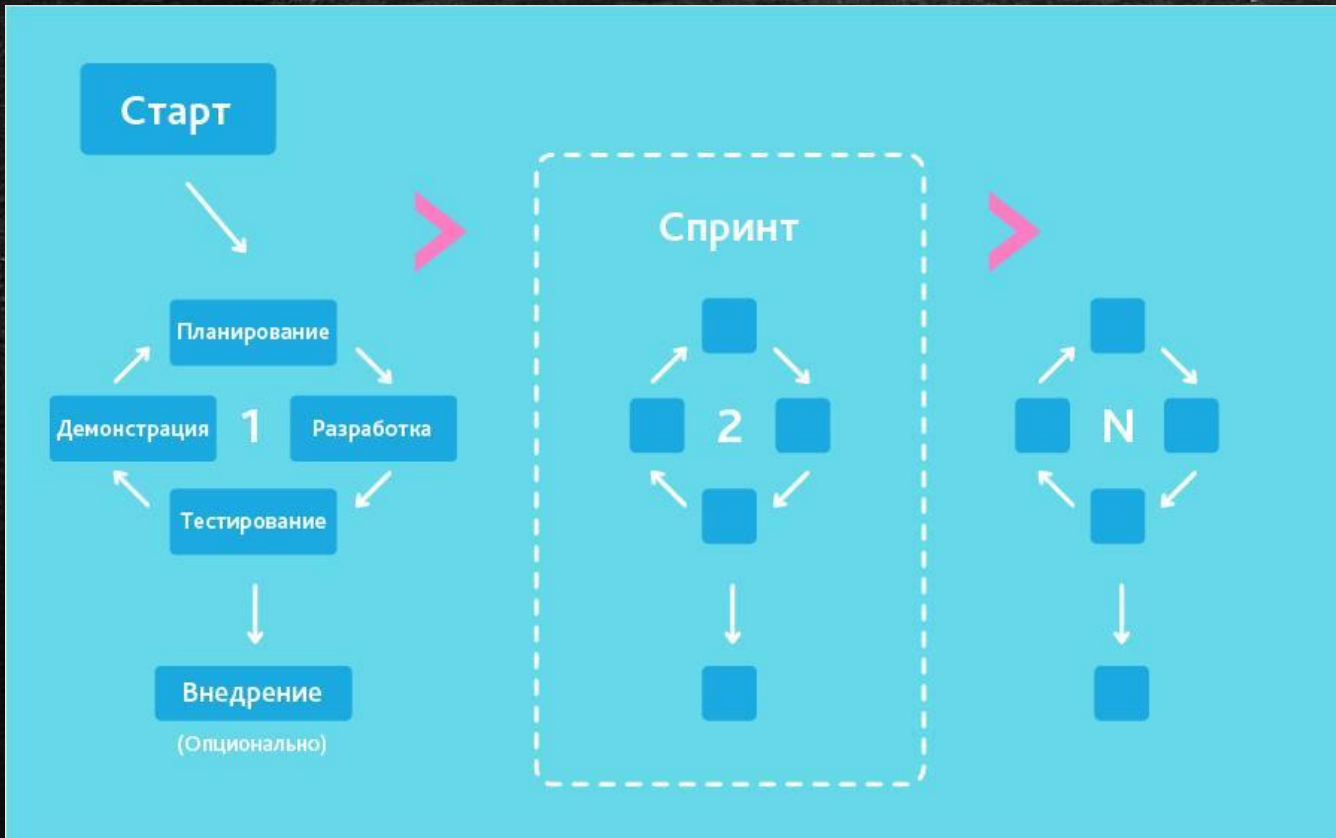 Старт
Спринт
Планирование
Демонстрация
1
Разработка
2
N
Тестирование
Внедрение
(Опционально)